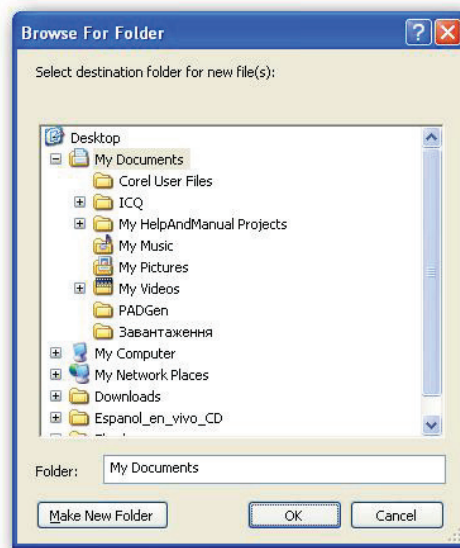 Browse For Folder
Select destination folder for new file(s):
Desktop
My Documents
Corel User Files
ICQ
My HelpAndManual Projects
My Music
My Pictures
My Videos
PADGen
Завантаження
My Computer
My Network Places
Downloads
Espanol_en_vivo_CD
Folder: My Documents
Make New Folder OK Cancel